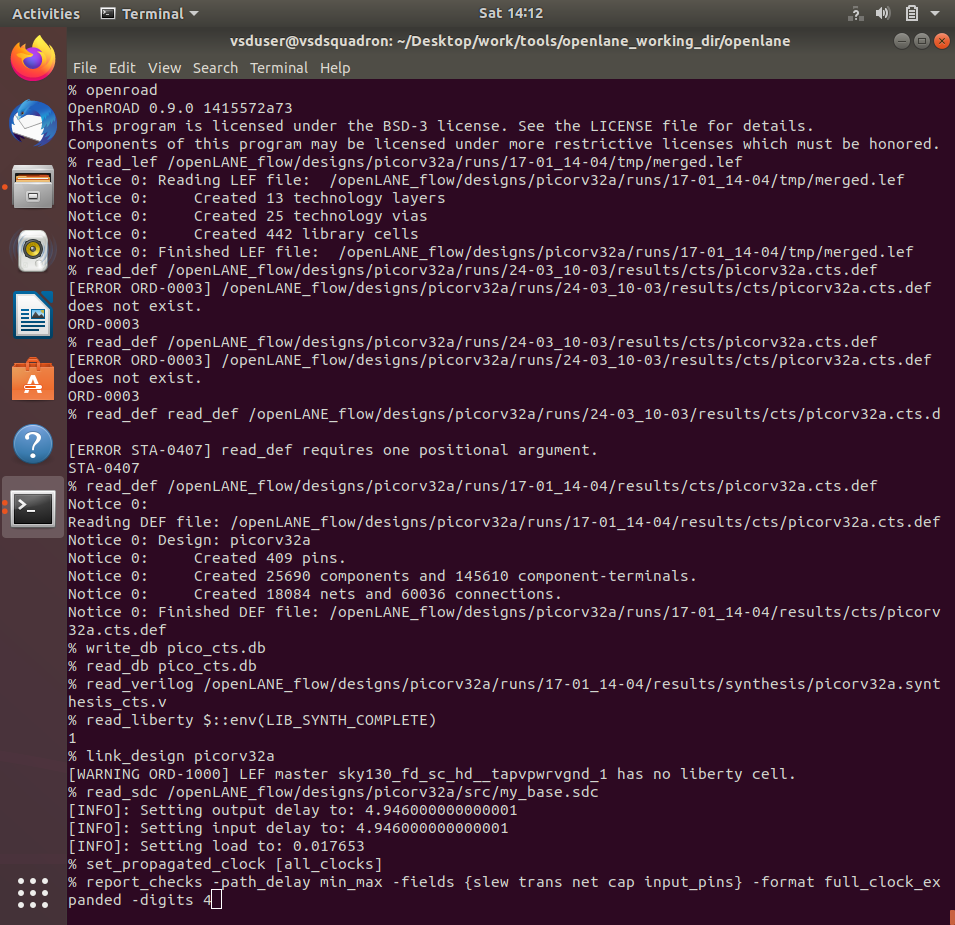 Activities Terminal Sat 14:12
vsduser@vsdsquadron: ~/Desktop/work/tools/openlane_working_dir/openlane
File Edit View Search Terminal Help
% openroad
OpenROAD 0.9.0 1415572a73
This program is licensed under the BSD-3 license. See the LICENSE file for details.
Components of this program may be licensed under more restrictive licenses which must be honored.
% read_lef /openLANE_flow/designs/picorv32a/runs/17-01_14-04/tmp/merged.lef
Notice 0: Reading LEF file:  /openLANE_flow/designs/picorv32a/runs/17-01_14-04/tmp/merged.lef
Notice 0:     Created 13 technology layers
Notice 0:     Created 25 technology vias
Notice 0:     Created 442 library cells
Notice 0: Finished LEF file:  /openLANE_flow/designs/picorv32a/runs/17-01_14-04/tmp/merged.lef
% read_def /openLANE_flow/designs/picorv32a/runs/24-03_10-03/results/cts/picorv32a.cts.def
[ERROR ORD-0003] /openLANE_flow/designs/picorv32a/runs/24-03_10-03/results/cts/picorv32a.cts.def
does not exist.
ORD-0003
% read_def /openLANE_flow/designs/picorv32a/runs/24-03_10-03/results/cts/picorv32a.cts.def
[ERROR ORD-0003] /openLANE_flow/designs/picorv32a/runs/24-03_10-03/results/cts/picorv32a.cts.def
does not exist.
ORD-0003
% read_def read_def /openLANE_flow/designs/picorv32a/runs/24-03_10-03/results/cts/picorv32a.cts.d
[ERROR STA-0407] read_def requires one positional argument.
STA-0407
% read_def /openLANE_flow/designs/picorv32a/runs/17-01_14-04/results/cts/picorv32a.cts.def
Notice 0:
Reading DEF file: /openLANE_flow/designs/picorv32a/runs/17-01_14-04/results/cts/picorv32a.cts.def
Notice 0: Design: picorv32a
Notice 0:     Created 409 pins.
Notice 0:     Created 25690 components and 145610 component-terminals.
Notice 0:     Created 18084 nets and 60036 connections.
Notice 0: Finished DEF file: /openLANE_flow/designs/picorv32a/runs/17-01_14-04/results/cts/picorv
32a.cts.def
% write_db pico_cts.db
% read_db pico_cts.db
% read_verilog /openLANE_flow/designs/picorv32a/runs/17-01_14-04/results/synthesis/picorv32a.synt
hesis_cts.v
% read_liberty $::env(LIB_SYNTH_COMPLETE)
1
% link_design picorv32a
[WARNING ORD-1000] LEF master sky130_fd_sc_hd__tapvpwrvgnd_1 has no liberty cell.
% read_sdc /openLANE_flow/designs/picorv32a/src/my_base.sdc
[INFO]: Setting output delay to: 4.946000000000001
[INFO]: Setting input delay to: 4.946000000000001
[INFO]: Setting load to: 0.017653
% set_propagated_clock [all_clocks]
% report_checks -path_delay min_max -fields {slew trans net cap input_pins} -format full_clock_ex
panded -digits 4